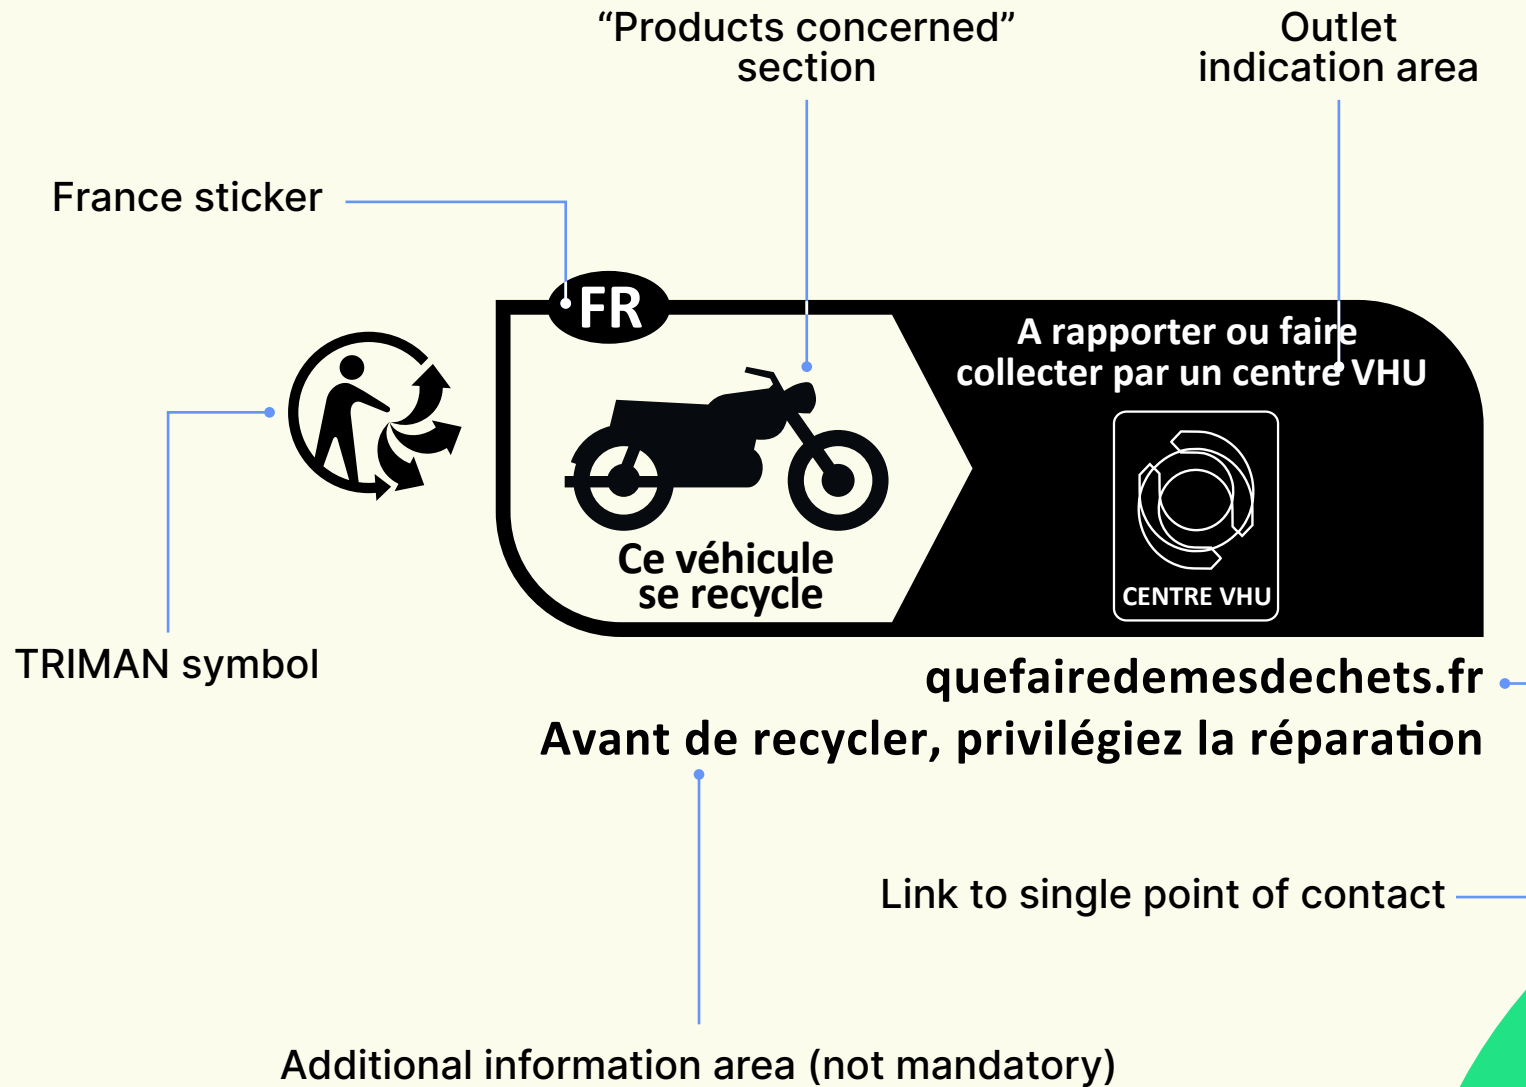 “Products concerned”
section
Outlet
indication area
France sticker
FR
A rapporter ou faire
collecter par un centre VHU
Ce véhicule
se recycle
CENTRE VHU
TRIMAN symbol
quefairedemesdechets.fr
Avant de recycler, privilégiez la réparation
Link to single point of contact
Additional information area (not mandatory)